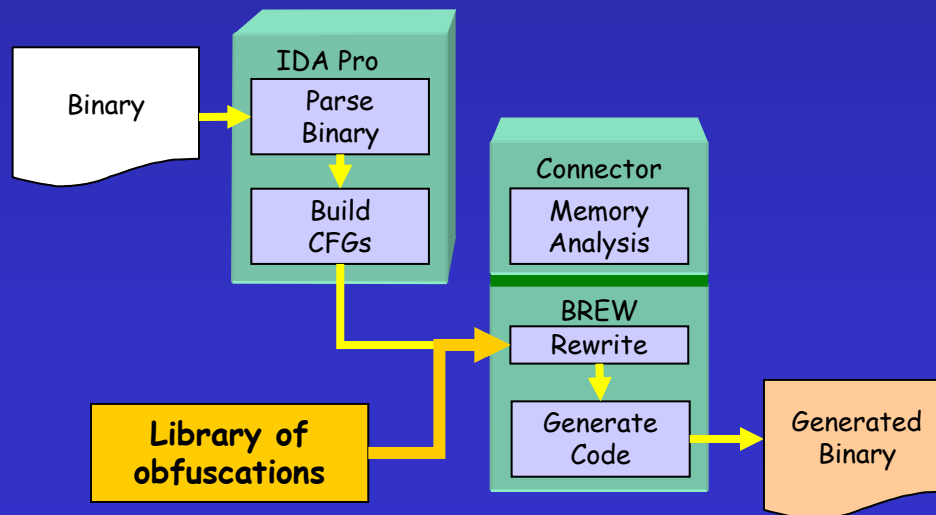 Binary
IDA Pro
Parse
Binary
Build
CFGs
Connector
Memory
Analysis
BREW
Rewrite
Generate
Code
Library of
obfuscations
Generated
Binary